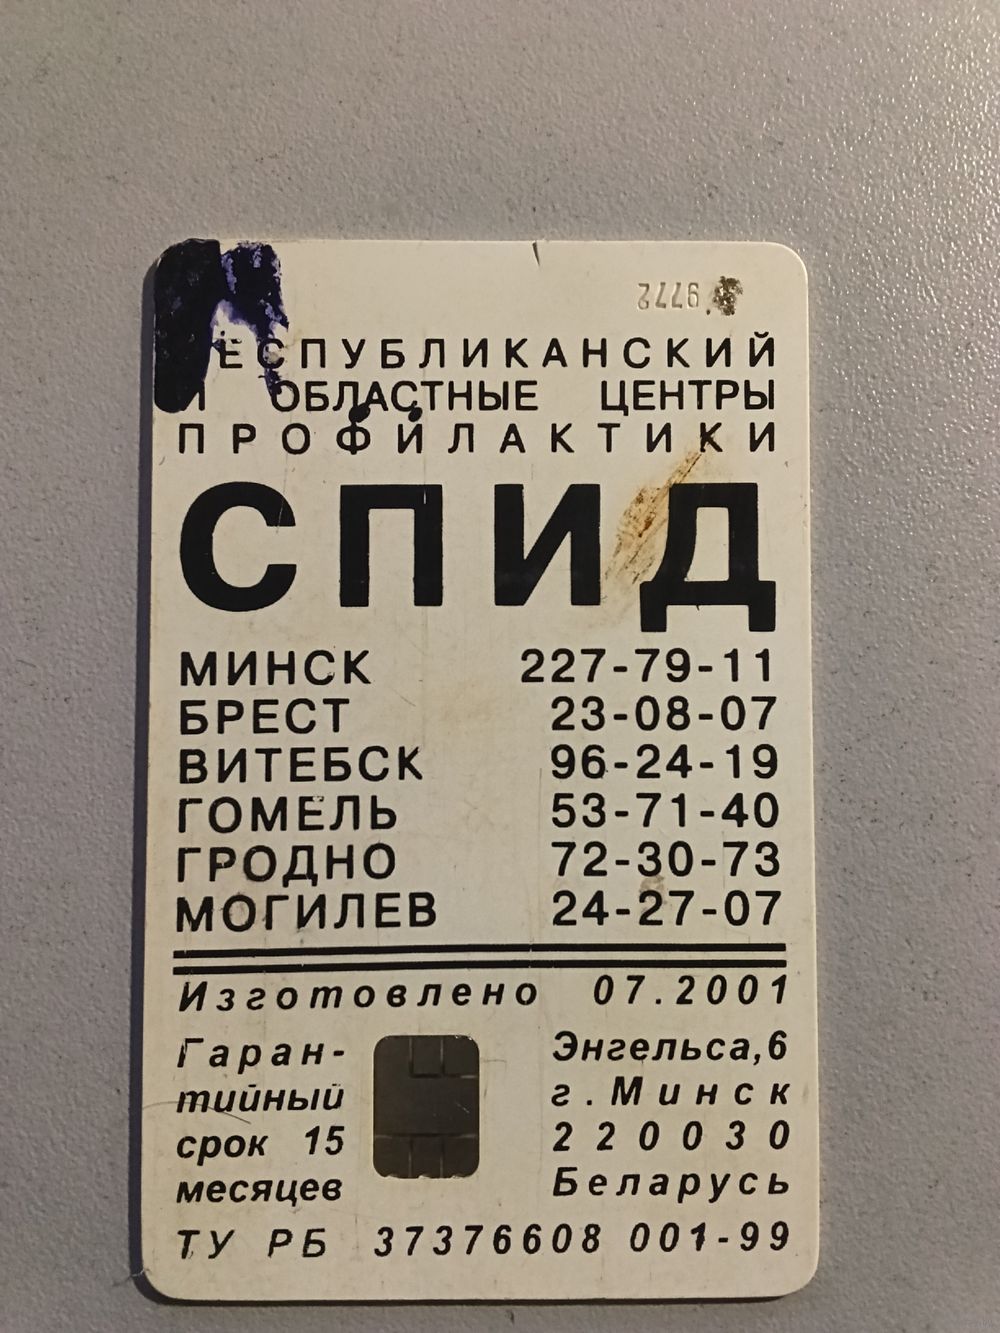 9772
РЕСПУБЛИКАНСКИЙ
И ОБЛАСТНЫЕ ЦЕНТРЫ
ПРОФИЛАКТИКИ
СПИД
МИНСК 227-79-11
БРЕСТ 23-08-07
ВИТЕБСК 96-24-19
ГОМЕЛЬ 53-71-40
ГРОДНО 72-30-73
МОГИЛЕВ 24-27-07
Изготовлено 07.2001
Гаран-
тийный
срок 15
месяцев
Энгельса,6
г. Минск
220030
Беларусь
ТУ РБ 37376608 001-99